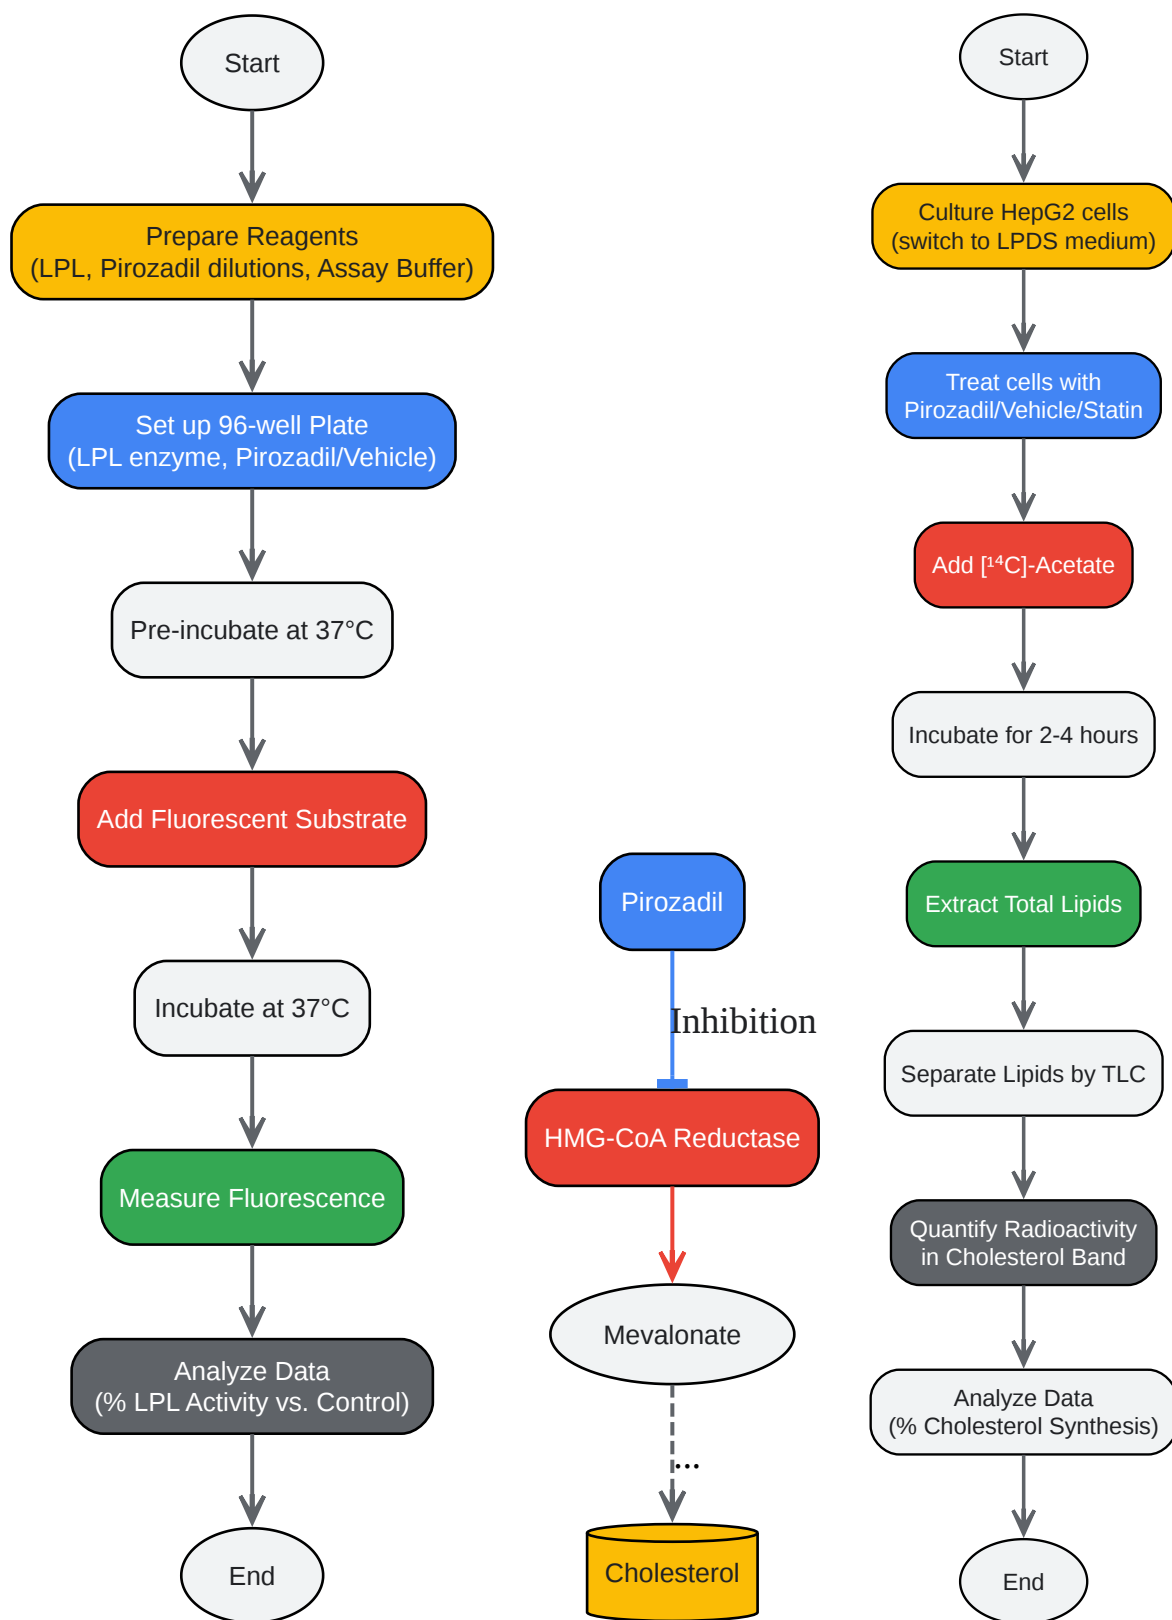 Start
Prepare Reagents
(LPL, Pirozadil dilutions, Assay Buffer)
Set up 96-well Plate
(LPL enzyme, Pirozadil/Vehicle)
Pre-incubate at 37°C
Add Fluorescent Substrate
Incubate at 37°C
Measure Fluorescence
Analyze Data
(% LPL Activity vs. Control)
End
Pirozadil
Inhibition
HMG-CoA Reductase
Mevalonate
...
Cholesterol
Start
Culture HepG2 cells
(switch to LPDS medium)
Treat cells with
Pirozadil/Vehicle/Statin
Add [¹⁴C]-Acetate
Incubate for 2-4 hours
Extract Total Lipids
Separate Lipids by TLC
Quantify Radioactivity
in Cholesterol Band
Analyze Data
(% Cholesterol Synthesis)
End